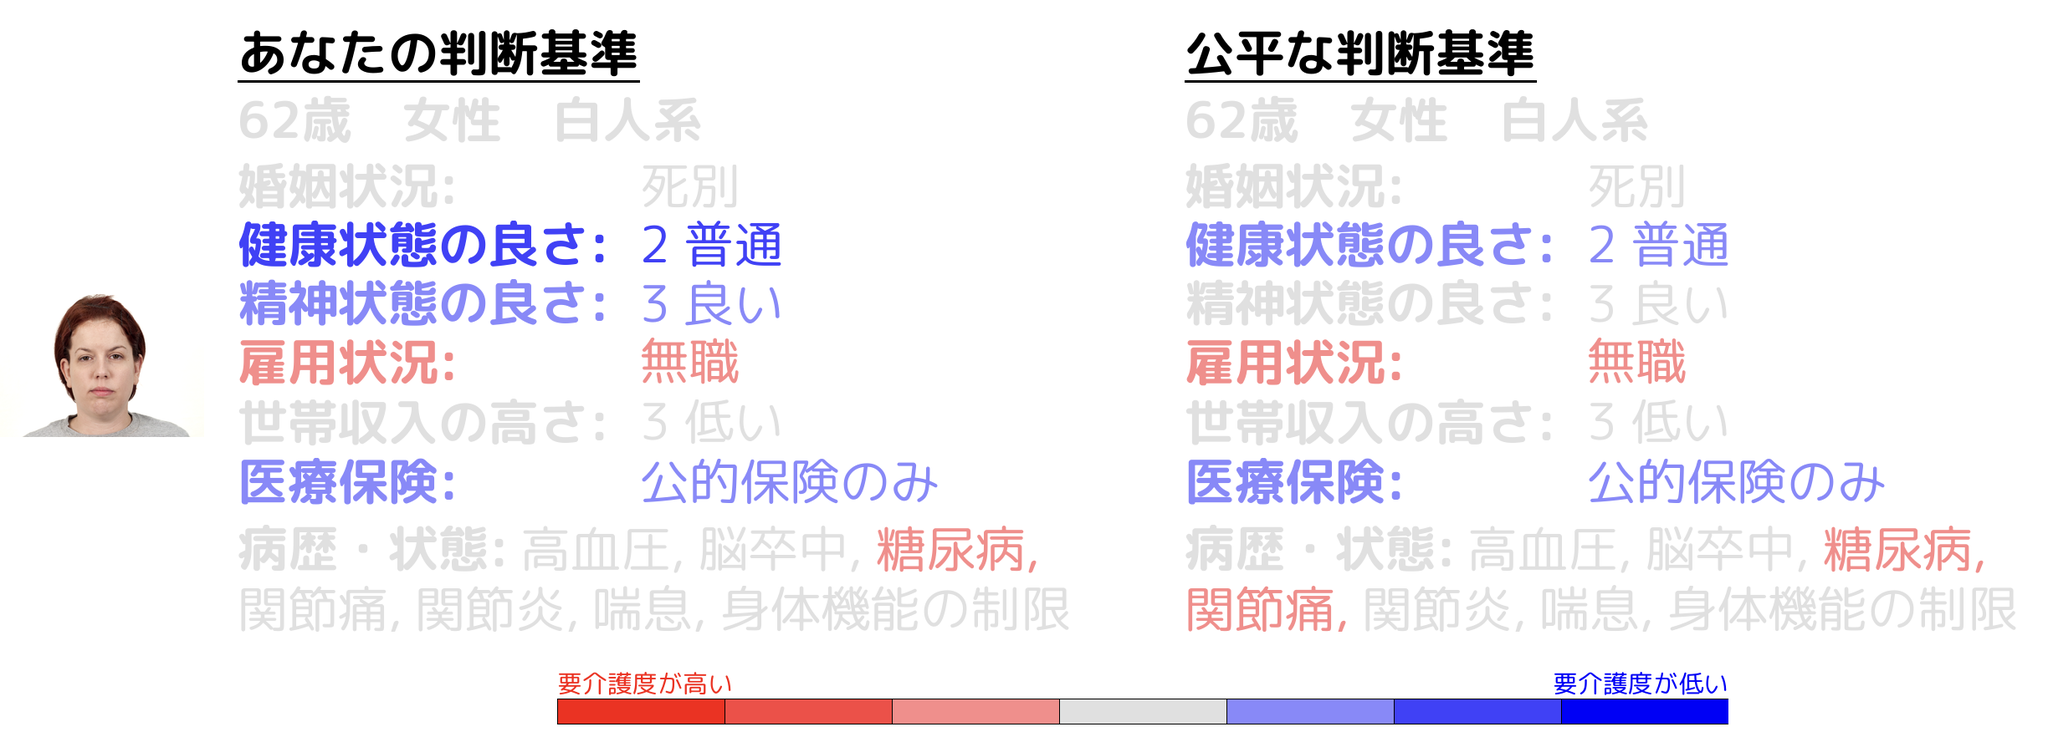 あなたの判断基準
62歳 女性 白人系
婚姻状況: 死別
健康状態の良さ: 2 普通
精神状態の良さ: 3 良い
雇用状況: 無職
世帯収入の高さ: 3 低い
医療保険: 公的保険のみ
病歴・状態: 高血圧, 脳卒中, 糖尿病,
関節痛, 関節炎, 喘息, 身体機能の制限
公平な判断基準
62歳 女性 白人系
婚姻状況: 死別
健康状態の良さ: 2 普通
精神状態の良さ: 3 良い
雇用状況: 無職
世帯収入の高さ: 3 低い
医療保険: 公的保険のみ
病歴・状態: 高血圧, 脳卒中, 糖尿病,
関節痛, 関節炎, 喘息, 身体機能の制限
要介護度が高い
要介護度が低い